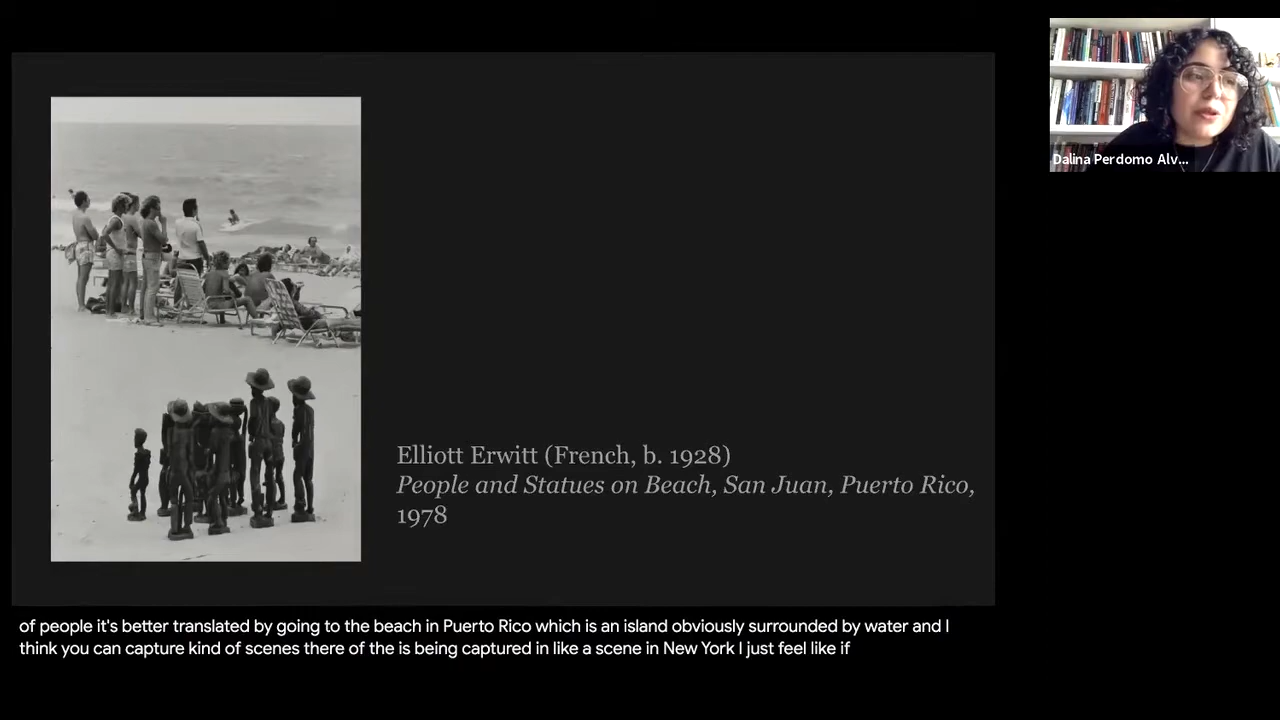 Dalina Perdomo Alv...
Elliott Erwitt (French, b. 1928)
People and Statues on Beach, San Juan, Puerto Rico,
1978
of people it's better translated by going to the beach in Puerto Rico which is an island obviously surrounded by water and I
think you can capture kind of scenes there of the is being captured in like a scene in New York I just feel like if